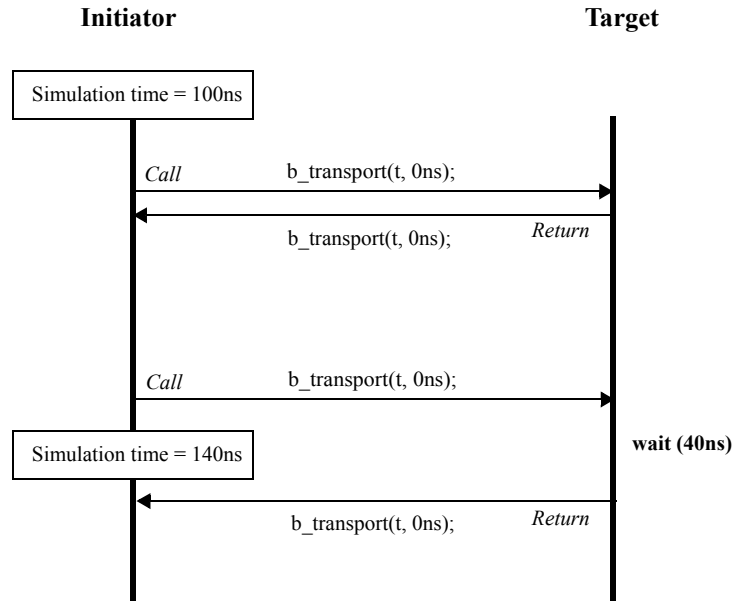 Initiator
Target
Simulation time = 100ns
Call
b_transport(t, 0ns);
b_transport(t, 0ns);
Return
Call
b_transport(t, 0ns);
Simulation time = 140ns
wait (40ns)
b_transport(t, 0ns);
Return